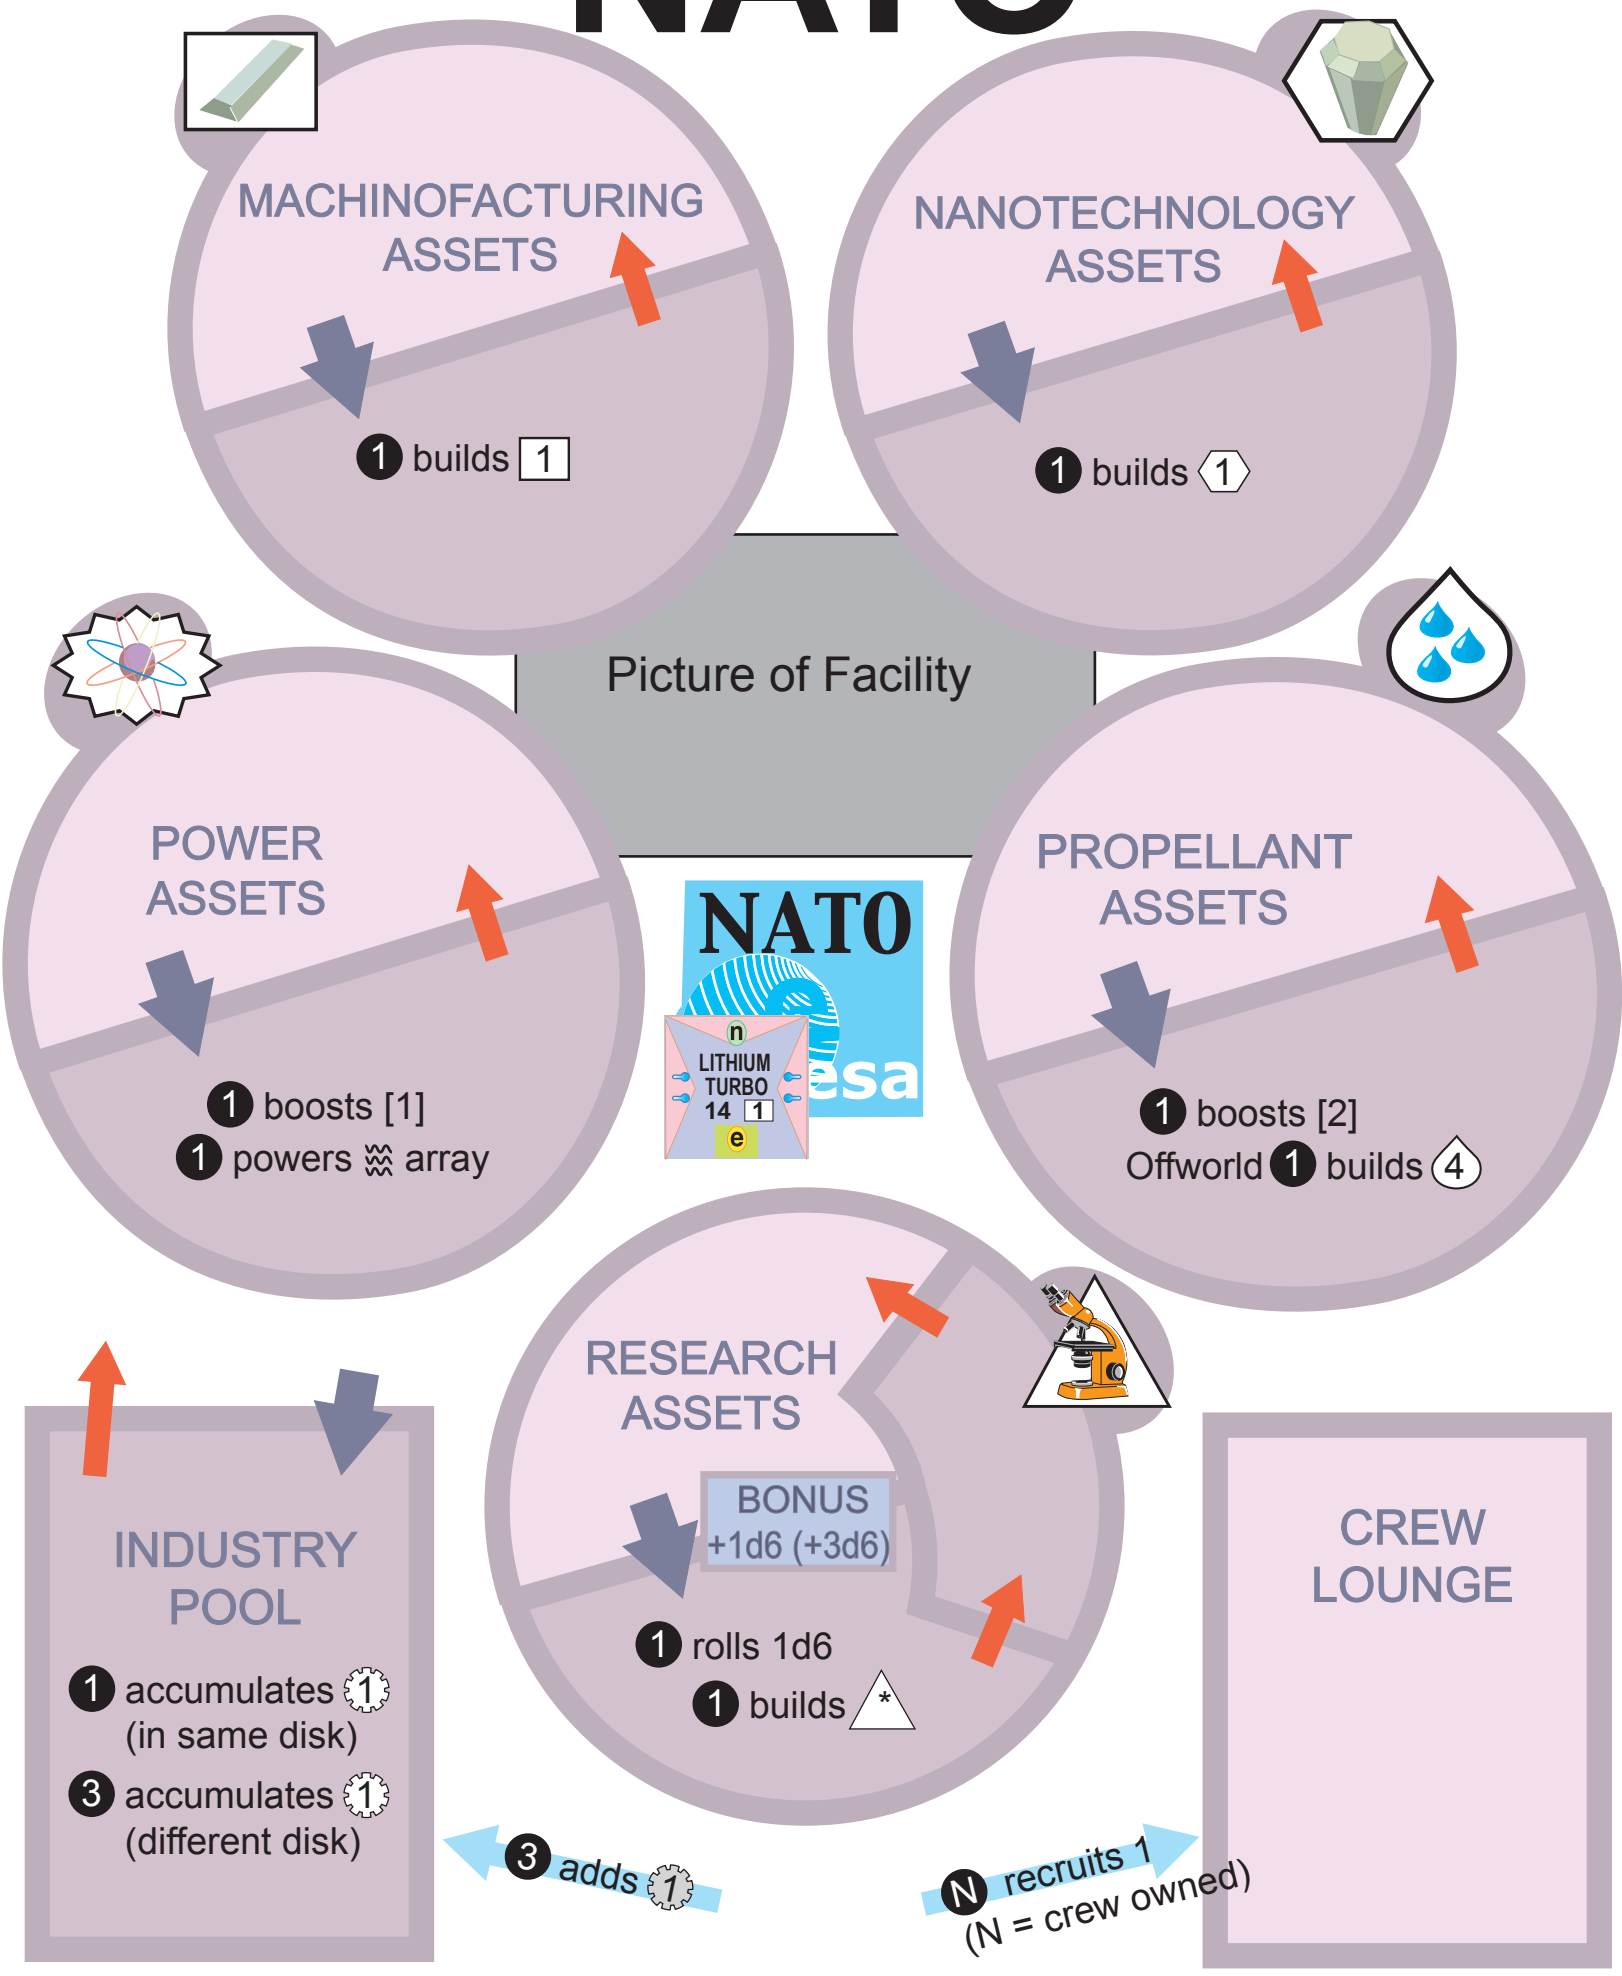 NATO
MACHINOFACTURING
ASSETS
1 builds 1
NANOTECHNOLOGY
ASSETS
1 builds 1
Picture of Facility
POWER
ASSETS
1 boosts [1]
1 powers array
NATO
esa
n
LITHIUM
TURBO
14 1
e
PROPELLANT
ASSETS
1 boosts [2]
Offworld 1 builds 4
RESEARCH
ASSETS
BONUS
+1d6 (+3d6)
1 rolls 1d6
1 builds *
INDUSTRY
POOL
1 accumulates 1
(in same disk)
3 accumulates 1
(different disk)
3 adds 1
N recruits 1
(N = crew owned)
CREW
LOUNGE